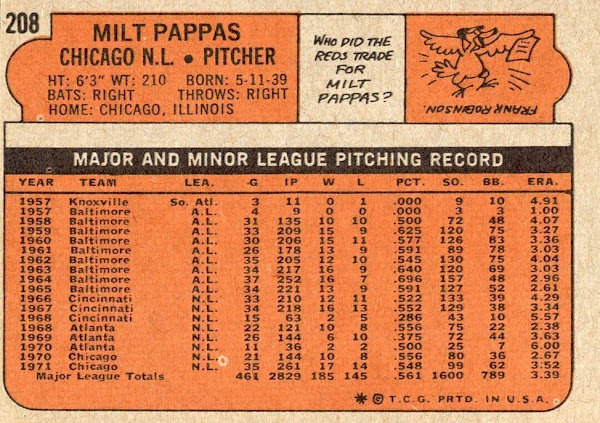 208
MILT PAPPAS
CHICAGO N.L. • PITCHER
HT: 6'3" WT: 210 BORN: 5-11-39
BATS: RIGHT THROWS: RIGHT
HOME: CHICAGO, ILLINOIS
WHO DID THE
REDS TRADE
FOR
MILT
PAPPAS?
FRANK ROBINSON.
MAJOR AND MINOR LEAGUE PITCHING RECORD
YEAR TEAM LEA. G IP W L PCT. SO. BB. ERA.
1957 Knoxville So. Atl. 3 11 0 1 .000 9 10 4.91
1957 Baltimore A.L. 4 9 0 0 .000 3 3 1.00
1958 Baltimore A.L. 31 135 10 10 .500 72 48 4.07
1959 Baltimore A.L. 33 209 15 9 .625 120 75 3.27
1960 Baltimore A.L. 30 206 15 11 .577 126 83 3.36
1961 Baltimore A.L. 26 178 13 9 .591 89 78 3.03
1962 Baltimore A.L. 35 205 12 10 .545 130 75 4.04
1963 Baltimore A.L. 34 217 16 9 .640 120 69 3.03
1964 Baltimore A.L. 37 252 16 7 .696 157 48 2.96
1965 Baltimore A.L. 34 221 13 9 .591 127 52 2.61
1966 Cincinnati N.L. 33 210 12 11 .522 133 39 4.29
1967 Cincinnati N.L. 34 218 16 13 .552 129 38 3.34
1968 Cincinnati N.L. 15 63 2 5 .286 43 10 5.57
1968 Atlanta N.L. 22 121 10 8 .556 75 22 2.38
1969 Atlanta N.L. 26 144 6 10 .375 72 44 3.63
1970 Atlanta N.L. 11 36 2 2 .500 25 7 6.00
1970 Chicago N.L. 21 144 10 8 .556 80 36 2.67
1971 Chicago N.L. 35 261 17 14 .548 99 62 3.52
Major League Totals 461 2829 185 145 .561 1600 789 3.39
* © T.C.G. PRTD. IN U.S.A.